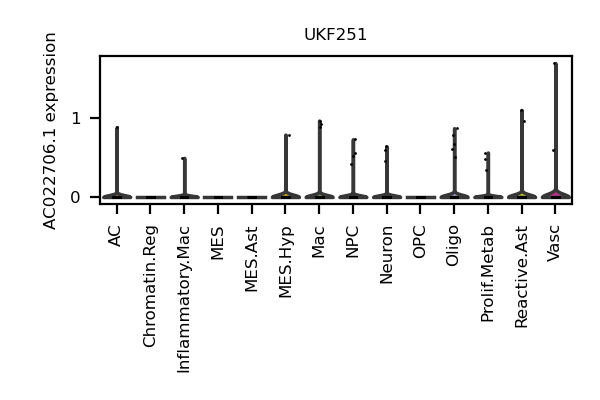 UKF251
AC022706.1 expression
1
0
AC
Chromatin.Reg
Inflammatory.Mac
MES
MES.Ast
MES.Hyp
Mac
NPC
Neuron
OPC
Oligo
Prolif.Metab
Reactive.Ast
Vasc